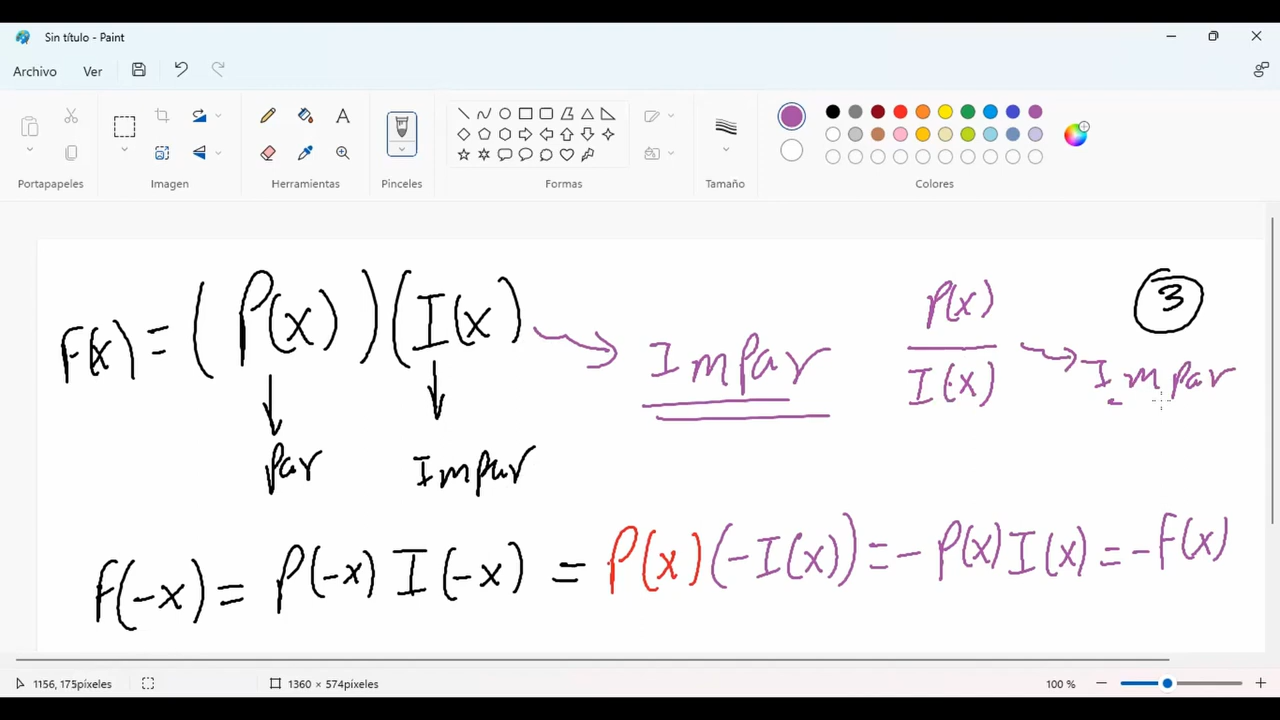 Sin título - Paint
Archivo Ver
Portapapeles Imagen Herramientas Pinceles Formas Tamaño Colores
F(x) = (P(x))(I(x)) Impar
Par Impar
P(x)
I(x)
Impar
3
F(-x) = P(-x) I(-x) = P(x)(-I(x)) = - P(x) I(x) = - F(x)
1156, 175píxeles 1360 × 574píxeles 100 %